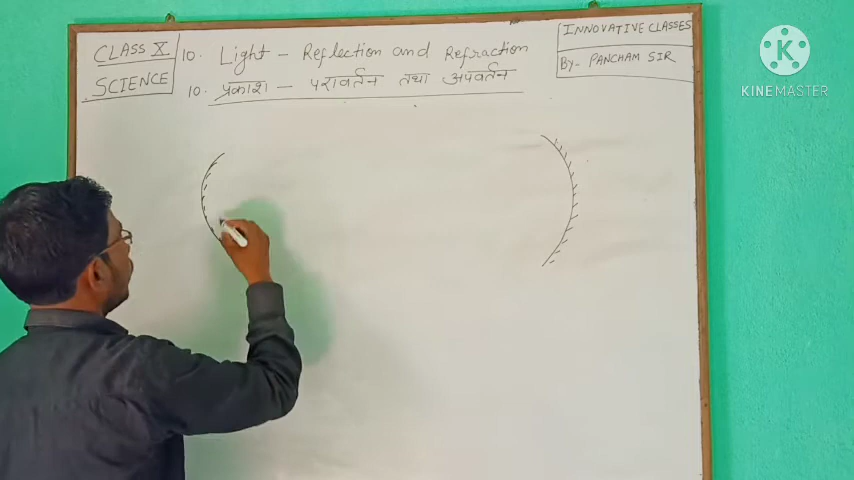 CLASS X
SCIENCE
10. Light - Reflection and Refraction
10. प्रकाश - परावर्तन तथा अपवर्तन
INNOVATIVE CLASSES
By- PANCHAM SIR
K
KINEMASTER